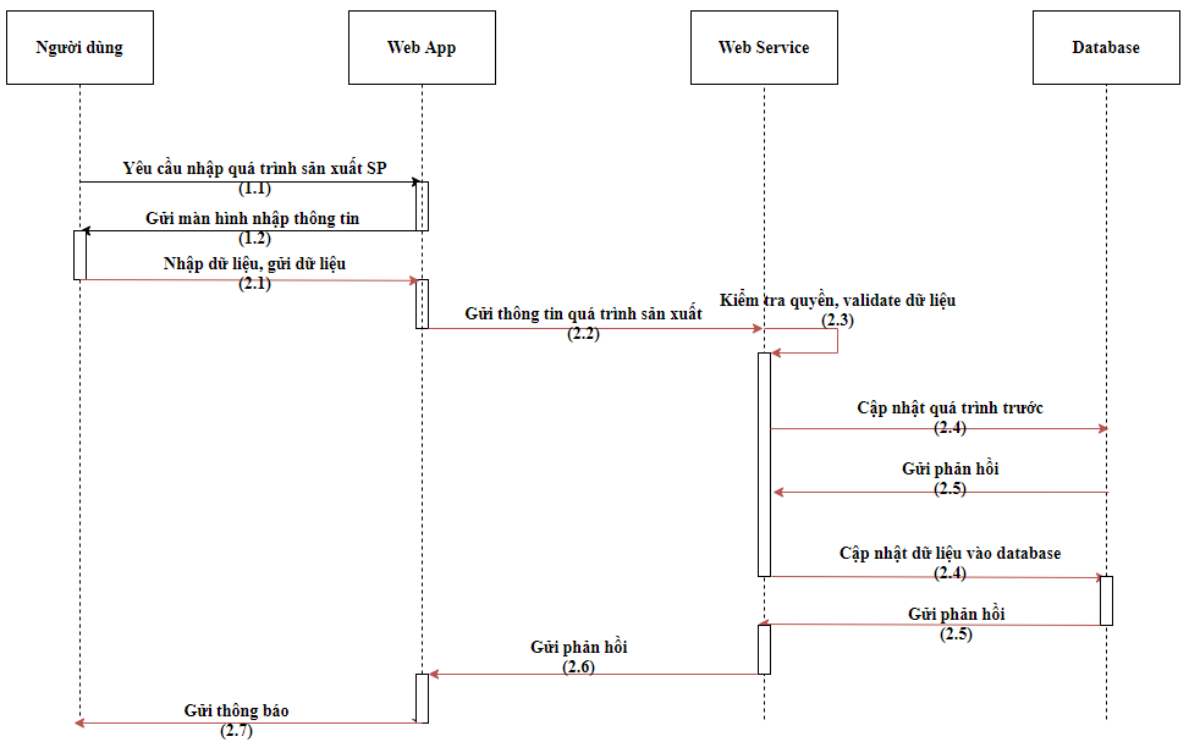 Người dùng
Web App
Web Service
Database
Yêu cầu nhập quá trình sản xuất SP
(1.1)
Gửi màn hình nhập thông tin
(1.2)
Nhập dữ liệu, gửi dữ liệu
(2.1)
Gửi thông tin quá trình sản xuất
(2.2)
Kiểm tra quyền, validate dữ liệu
(2.3)
Cập nhật quá trình trước
(2.4)
Gửi phản hồi
(2.5)
Cập nhật dữ liệu vào database
(2.4)
Gửi phản hồi
(2.5)
Gửi phản hồi
(2.6)
Gửi thông báo
(2.7)